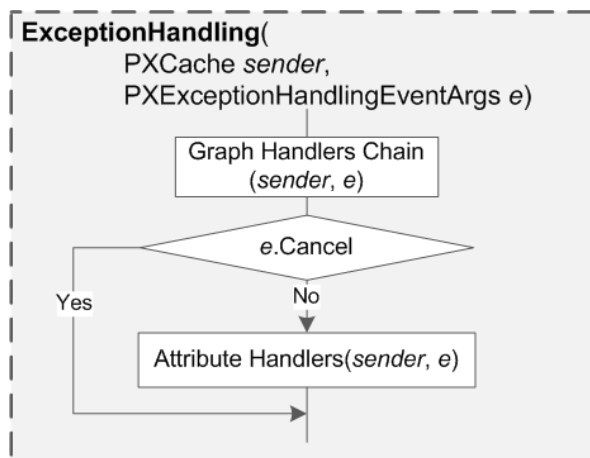 ExceptionHandling(
PXCache sender,
PXExceptionHandlingEventArgs e)
Graph Handlers Chain
(sender, e)
e.Cancel
Yes
No
Attribute Handlers(sender, e)